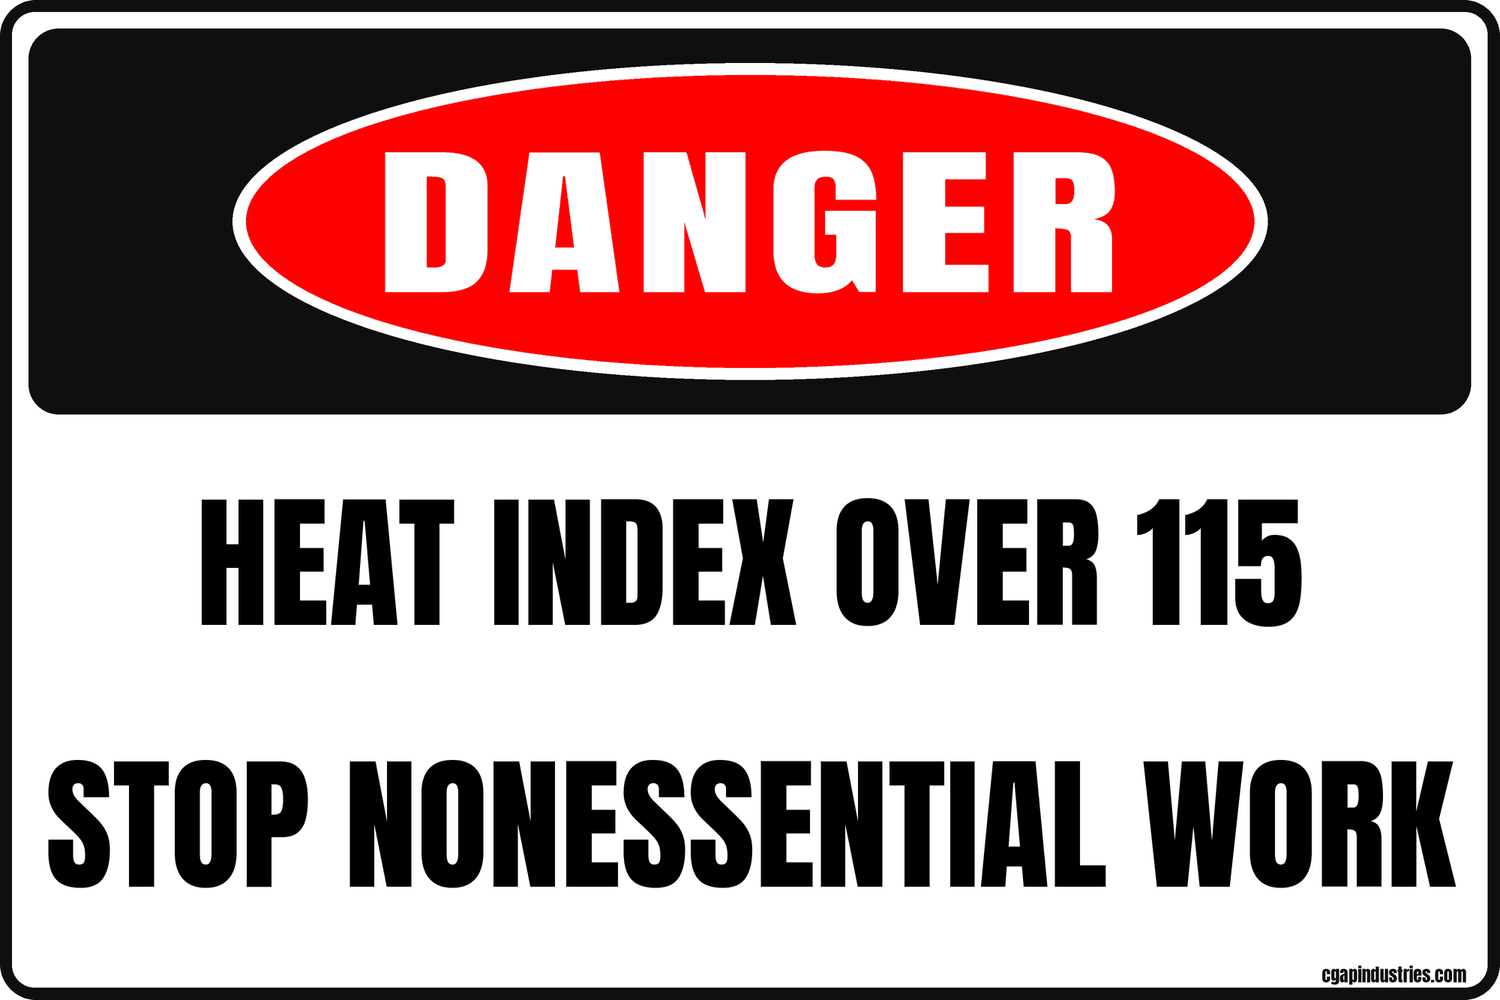 DANGER
HEAT INDEX OVER 115
STOP NONESSENTIAL WORK
cgapindustries.com